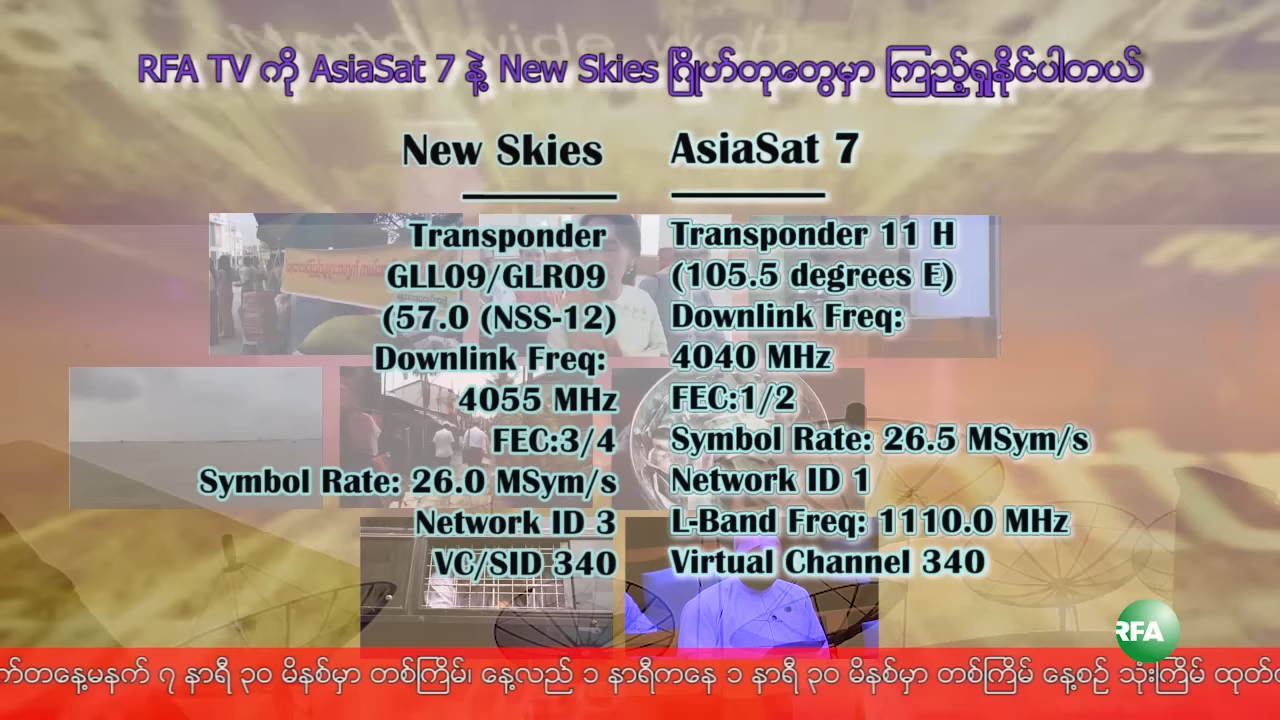 RFA TV ကို AsiaSat 7 နဲ့ New Skies ဂြိုဟ်တုတွေမှာ ကြည့်ရှုနိုင်ပါတယ်
New Skies
Transponder
GLL09/GLR09
(57.0 (NSS-12)
Downlink Freq:
4055 MHz
FEC:3/4
Symbol Rate: 26.0 MSym/s
Network ID 3
VC/SID 340
AsiaSat 7
Transponder 11 H
(105.5 degrees E)
Downlink Freq:
4040 MHz
FEC:1/2
Symbol Rate: 26.5 MSym/s
Network ID 1
L-Band Freq: 1110.0 MHz
Virtual Channel 340
RFA
မနက် ၇ နာရီ ၃၀ မိနစ်မှာ တစ်ကြိမ်၊ နေ့လည် ၁ နာရီကနေ ၁ နာရီ ၃၀ မိနစ်မှာ တစ်ကြိမ် နေ့စဉ် သုံးကြိမ်